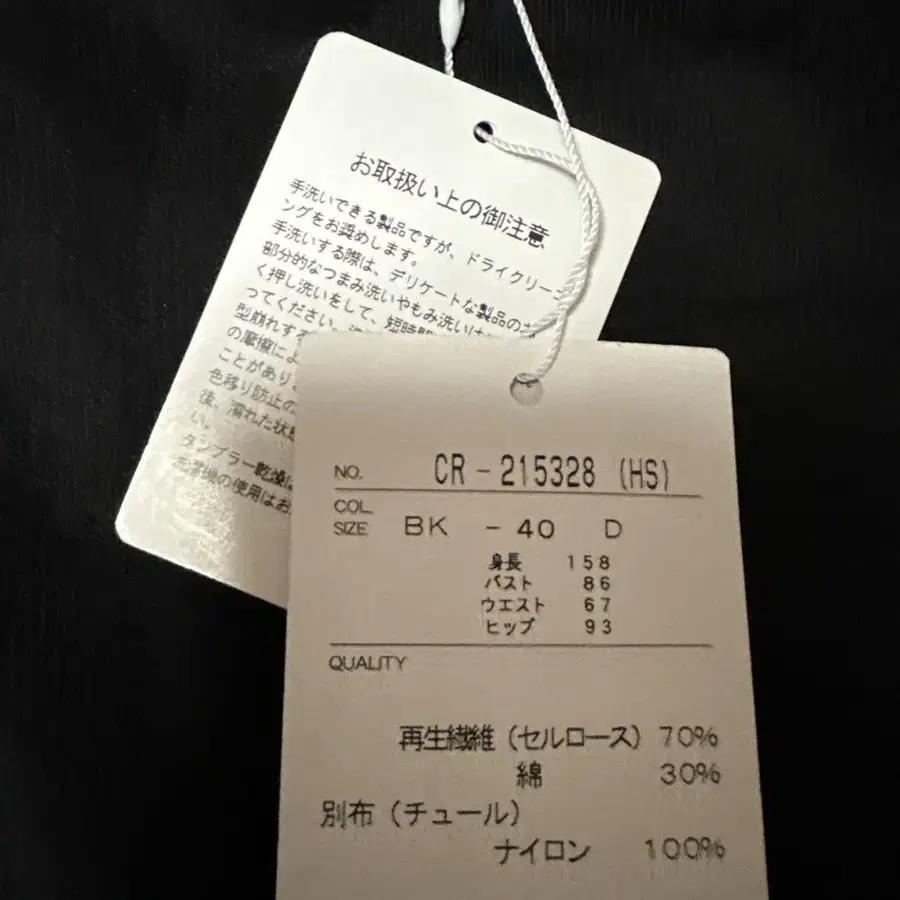 お取扱い上の御注意
手洗いできる製品ですが、ドライクリーニ
ングをお奨めします。
手洗いする際は、デリケートな製品の
部分的なつまみ洗いやもみ洗いは
く押し洗いをして、短時間
ってください。
型崩れする
の摩擦によ
ことがあり
色移り防止の
後、濡れた状態
い。
タンブラー乾燥は
洗濯機の使用はお
NO. CR-215328 (HS)
COL.
SIZE BK -40 D
身長 158
バスト 86
ウエスト 67
ヒップ 93
QUALITY
再生繊維(セルロース) 70%
綿 30%
別布(チュール)
ナイロン 100%